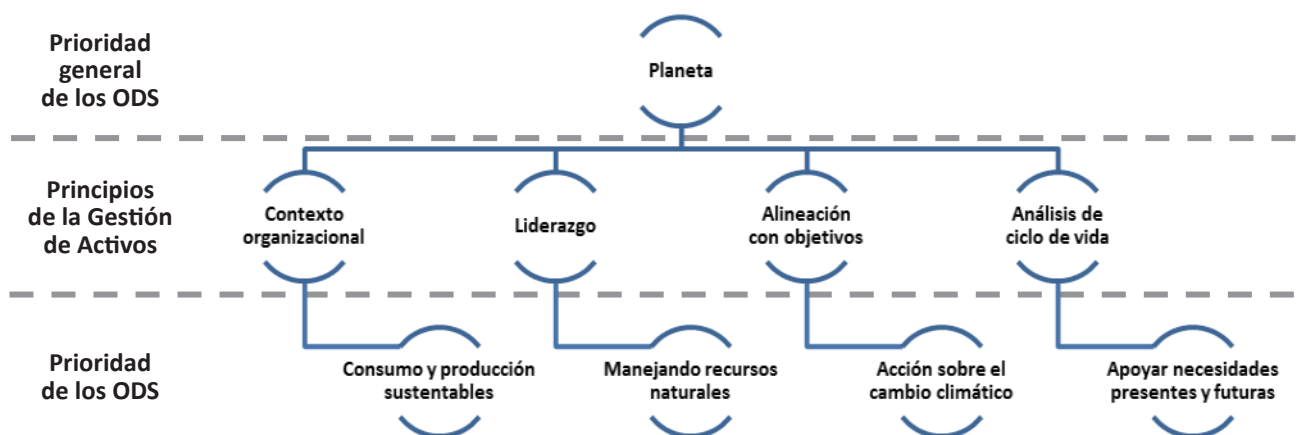 Prioridad
general
de los ODS
Planeta
Principios
de la Gestión
de Activos
Contexto
organizacional
Liderazgo
Alineación
con objetivos
Análisis de
ciclo de vida
Prioridad
de los ODS
Consumo y producción
sustentables
Manejando recursos
naturales
Acción sobre el
cambio climático
Apoyar necesidades
presentes y futuras